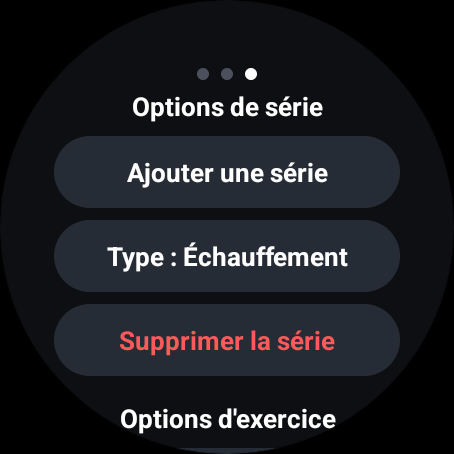 Options de série
Ajouter une série
Type : Échauffement
Supprimer la série
Options d'exercice